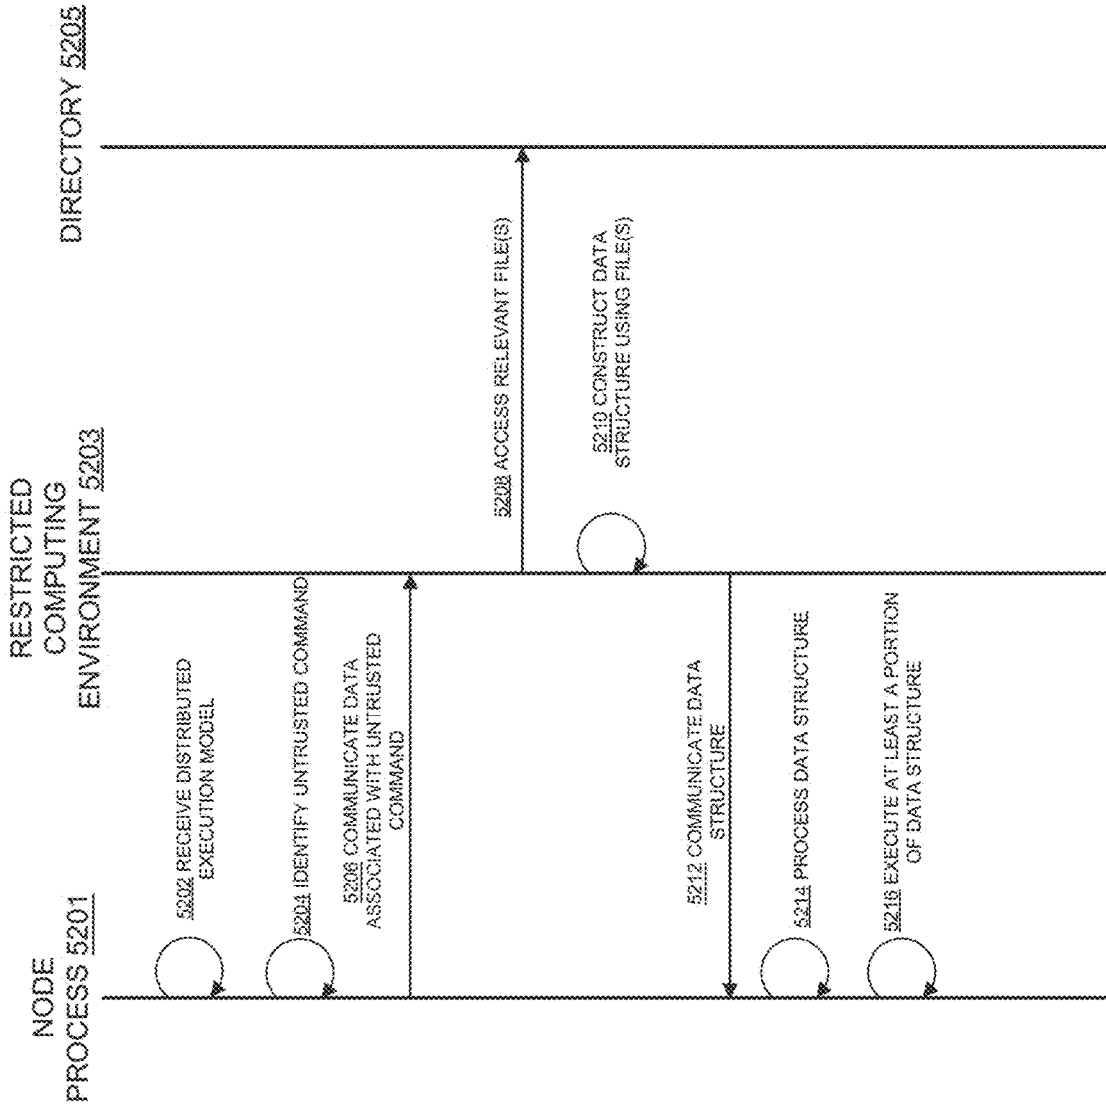 NODE
PROCESS 5201
RESTRICTED
COMPUTING
ENVIRONMENT 5203
DIRECTORY 5205
5202 RECEIVE DISTRIBUTED
EXECUTION MODEL
5204 IDENTIFY UNTRUSTED COMMAND
5206 COMMUNICATE DATA
ASSOCIATED WITH UNTRUSTED
COMMAND
5208 ACCESS RELEVANT FILE(S)
5210 CONSTRUCT DATA
STRUCTURE USING FILE(S)
5212 COMMUNICATE DATA
STRUCTURE
5214 PROCESS DATA STRUCTURE
5216 EXECUTE AT LEAST A PORTION
OF DATA STRUCTURE